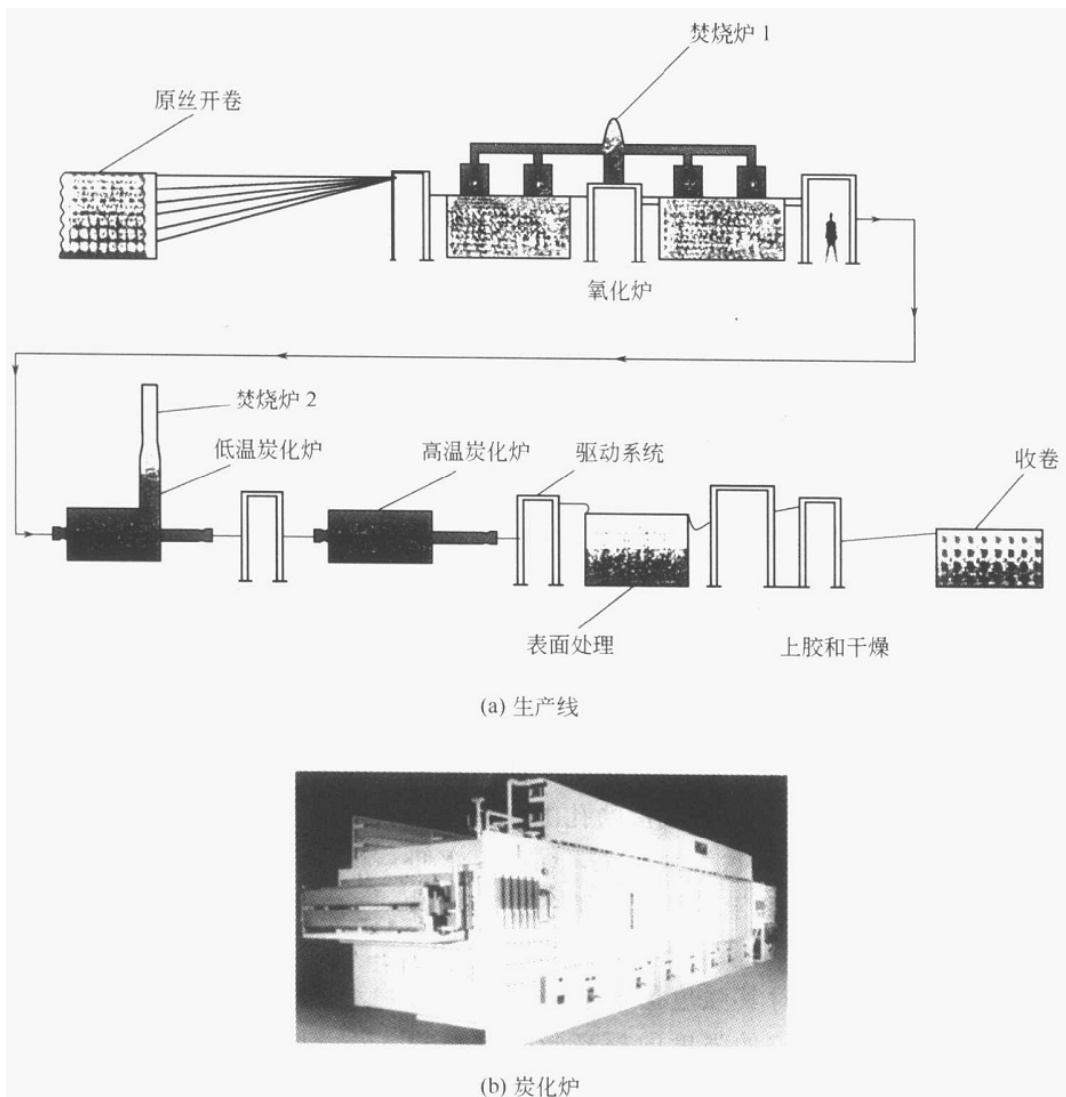 焚烧炉 1
原丝开卷
氧化炉
焚烧炉 2
低温炭化炉
高温炭化炉
驱动系统
收卷
表面处理
上胶和干燥
(a) 生产线
(b) 炭化炉